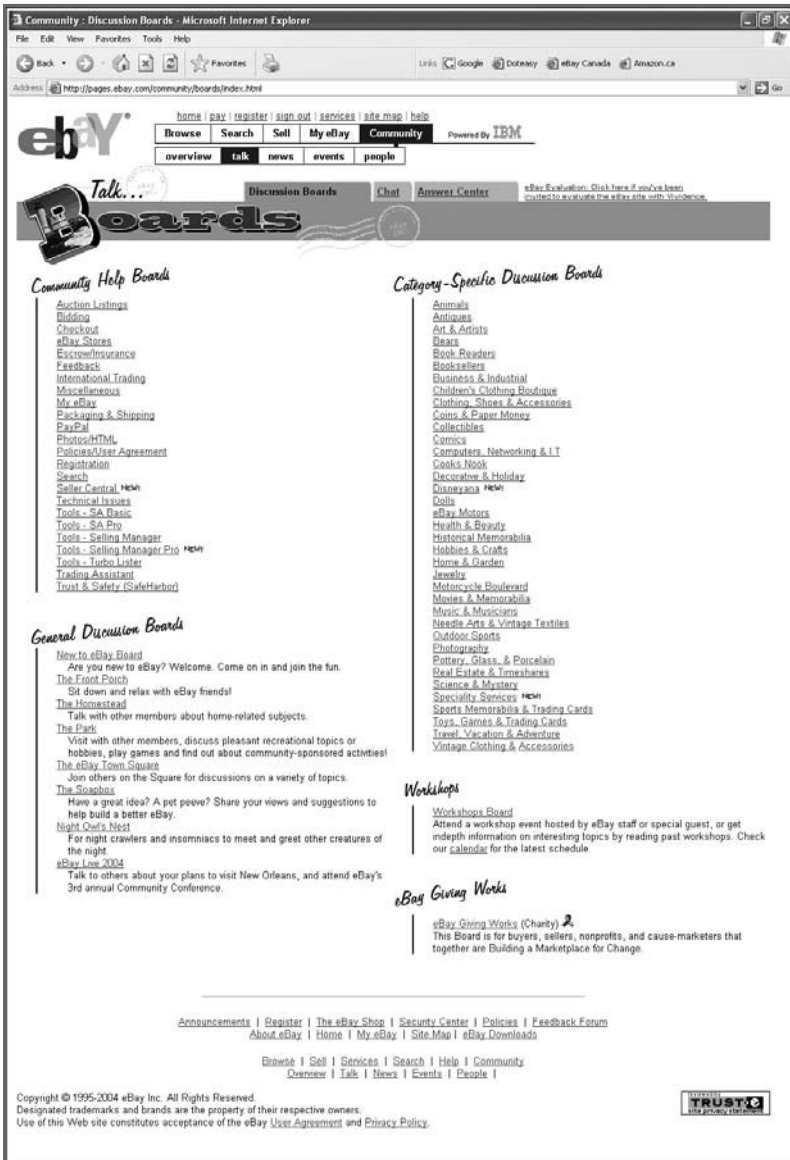 Community : Discussion Boards - Microsoft Internet Explorer
File Edit View Favorites Tools Help
Back Favorites Links Google Doteasy eBay Canada Amazon.ca
Address http://pages.ebay.com/community/boards/index.html Go
home | pay | register | sign out | services | site map | help
ebaY®
Browse Search Sell My eBay Community Powered By IBM
overview talk news events people
Talk...
Discussion Boards Chat Answer Center
eBay Evaluation: Click here if you've been
invited to evaluate the eBay site with Vividence.
Boards
Community Help Boards
Auction Listings
Bidding
Checkout
eBay Stores
Escrow/Insurance
Feedback
International Trading
Miscellaneous
My eBay
Packaging & Shipping
PayPal
Photos/HTML
Policies/User Agreement
Registration
Search
Seller Central NEW!
Technical Issues
Tools - SA Basic
Tools - SA Pro
Tools - Selling Manager
Tools - Selling Manager Pro NEW!
Tools - Turbo Lister
Trading Assistant
Trust & Safety (SafeHarbor)
General Discussion Boards
New to eBay Board
Are you new to eBay? Welcome. Come on in and join the fun.
The Front Porch
Sit down and relax with eBay friends!
The Homestead
Talk with other members about home-related subjects.
The Park
Visit with other members, discuss pleasant recreational topics or
hobbies, play games and find out about community-sponsored activities!
The eBay Town Square
Join others on the Square for discussions on a variety of topics.
The Soapbox
Have a great idea? A pet peeve? Share your views and suggestions to
help build a better eBay.
Night Owl's Nest
For night crawlers and insomniacs to meet and greet other creatures of
the night.
eBay Live 2004
Talk to others about your plans to visit New Orleans, and attend eBay's
3rd annual Community Conference.
Category-Specific Discussion Boards
Animals
Antiques
Art & Artists
Bears
Book Readers
Booksellers
Business & Industrial
Children's Clothing Boutique
Clothing, Shoes & Accessories
Coins & Paper Money
Collectibles
Comics
Computers, Networking & I.T
Cooks Nook
Decorative & Holiday
Disneyana NEW!
Dolls
eBay Motors
Health & Beauty
Historical Memorabilia
Hobbies & Crafts
Home & Garden
Jewelry
Motorcycle Boulevard
Movies & Memorabilia
Music & Musicians
Needle Arts & Vintage Textiles
Outdoor Sports
Photography
Pottery, Glass, & Porcelain
Real Estate & Timeshares
Science & Mystery
Speciality Services NEW!
Sports Memorabilia & Trading Cards
Toys, Games & Trading Cards
Travel, Vacation & Adventure
Vintage Clothing & Accessories
Workshops
Workshops Board
Attend a workshop event hosted by eBay staff or special guest, or get
indepth information on interesting topics by reading past workshops. Check
our calendar for the latest schedule.
eBay Giving Works
eBay Giving Works (Charity)
This Board is for buyers, sellers, nonprofits, and cause-marketers that
together are Building a Marketplace for Change.
Announcements | Register | The eBay Shop | Security Center | Policies | Feedback Forum
About eBay | Home | My eBay | Site Map | eBay Downloads
Browse | Sell | Services | Search | Help | Community
Overview | Talk | News | Events | People |
Copyright © 1995-2004 eBay Inc. All Rights Reserved.
Designated trademarks and brands are the property of their respective owners.
Use of this Web site constitutes acceptance of the eBay User Agreement and Privacy Policy.
TRUSTe
site privacy statement